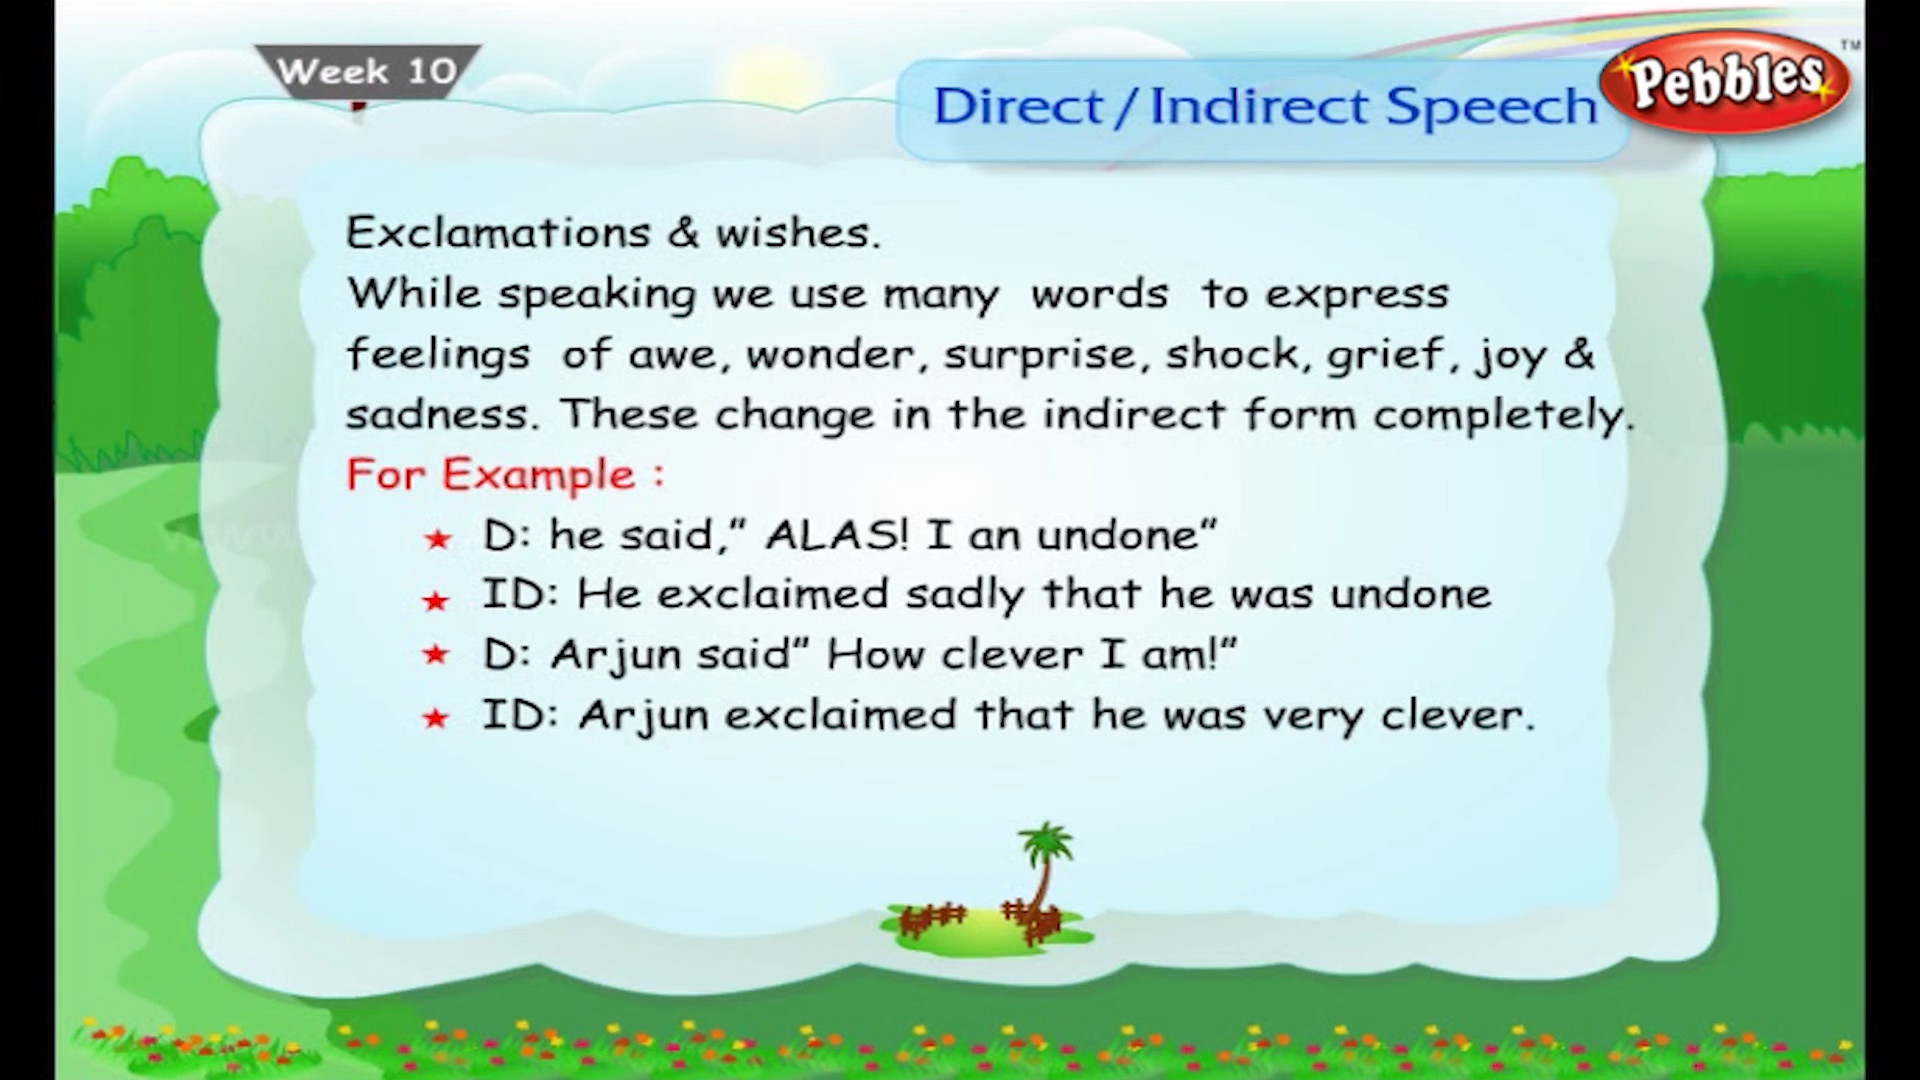 Week 10
Direct / Indirect Speech
Pebbles™
Exclamations & wishes.
While speaking we use many words to express
feelings of awe, wonder, surprise, shock, grief, joy &
sadness. These change in the indirect form completely.
For Example :
★ D: he said,” ALAS! I an undone”
★ ID: He exclaimed sadly that he was undone
★ D: Arjun said” How clever I am!”
★ ID: Arjun exclaimed that he was very clever.